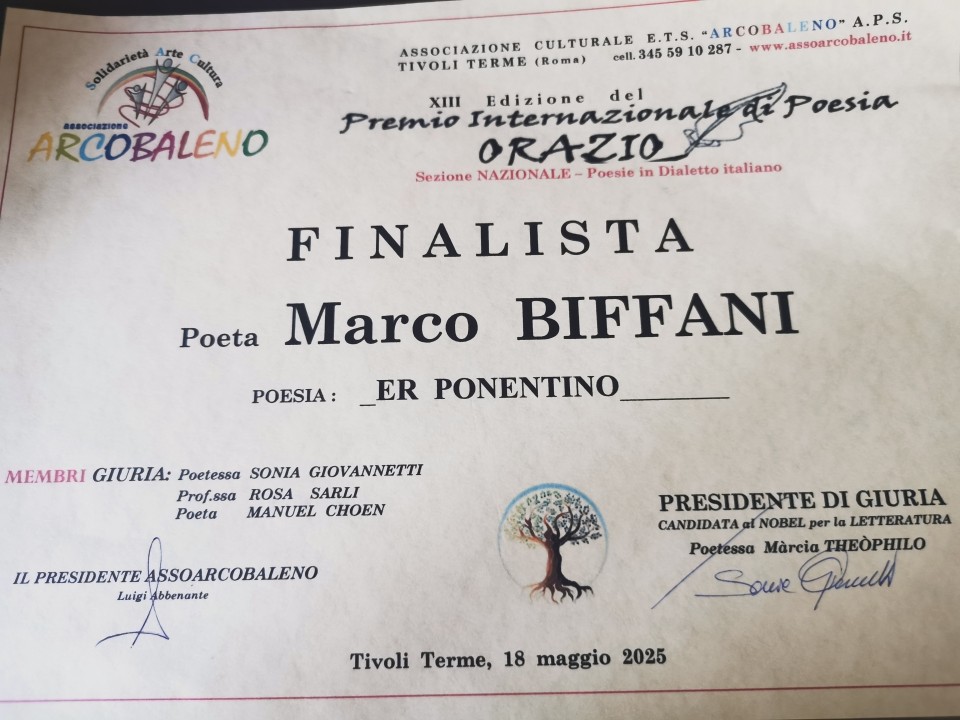 Solidarietà Arte Cultura
associazione
ARCOBALENO
ASSOCIAZIONE CULTURALE E.T.S. "ARCOBALENO" A.P.S.
TIVOLI TERME (Roma) cell. 345 59 10 287 - www.assoarcobaleno.it
XIII Edizione del
Premio Internazionale di Poesia
ORAZIO
Sezione NAZIONALE – Poesie in Dialetto italiano
FINALISTA
Poeta Marco BIFFANI
POESIA : _ER PONENTINO________
MEMBRI GIURIA: Poetessa SONIA GIOVANNETTI
Prof.ssa ROSA SARLI
Poeta MANUEL CHOEN
IL PRESIDENTE ASSOARCOBALENO
Luigi Abbenante
PRESIDENTE DI GIURIA
CANDIDATA al NOBEL per la LETTERATURA
Poetessa Màrcia THEÒPHILO
Tivoli Terme, 18 maggio 2025